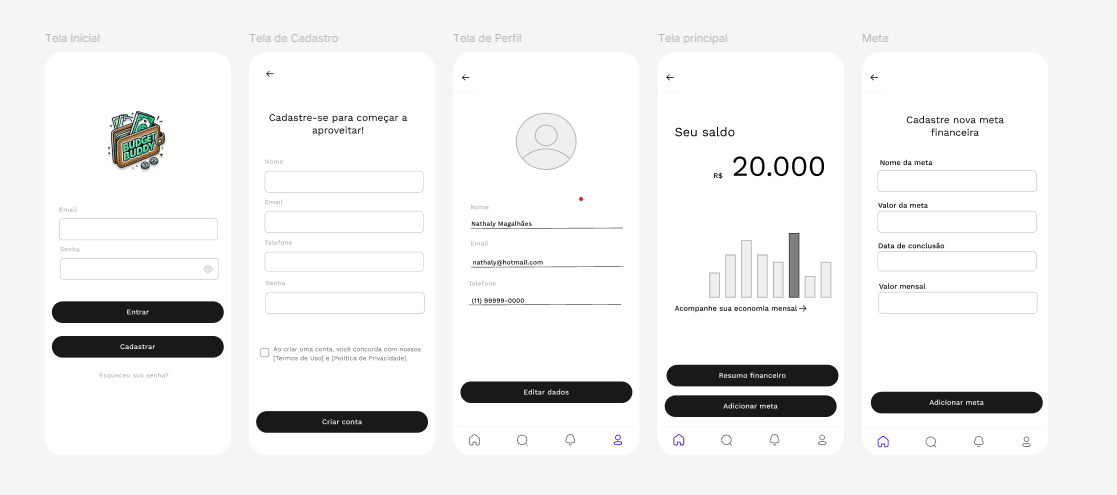 Tela Inicial
BUDGET
BUDDY
Email
Senha
Entrar
Cadastrar
Esqueceu sua senha?
Tela de Cadastro
Cadastre-se para começar a
aproveitar!
Nome
Email
Telefone
Senha
Ao criar uma conta, você concorda com nossos
[Termos de Uso] e [Política de Privacidade].
Criar conta
Tela de Perfil
Nome
Nathaly Magalhães
Email
nathaly@hotmail.com
Telefone
(11) 99999-0000
Editar dados
Tela principal
Seu saldo
R$ 20.000
Acompanhe sua economia mensal
Resumo financeiro
Adicionar meta
Meta
Cadastre nova meta
financeira
Nome da meta
Valor da meta
Data de conclusão
Valor mensal
Adicionar meta